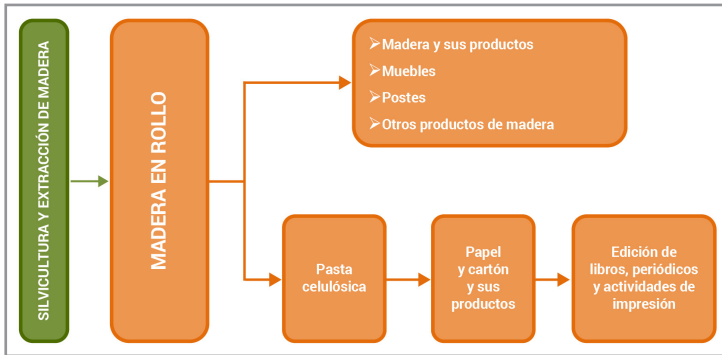 SILVICULTURA Y EXTRACCIÓN DE MADERA
MADERA EN ROLLO
➢Madera y sus productos
➢Muebles
➢Postes
➢Otros productos de madera
Pasta
celulósica
Papel
y cartón
y sus
productos
Edición de
libros, periódicos
y actividades de
impresión